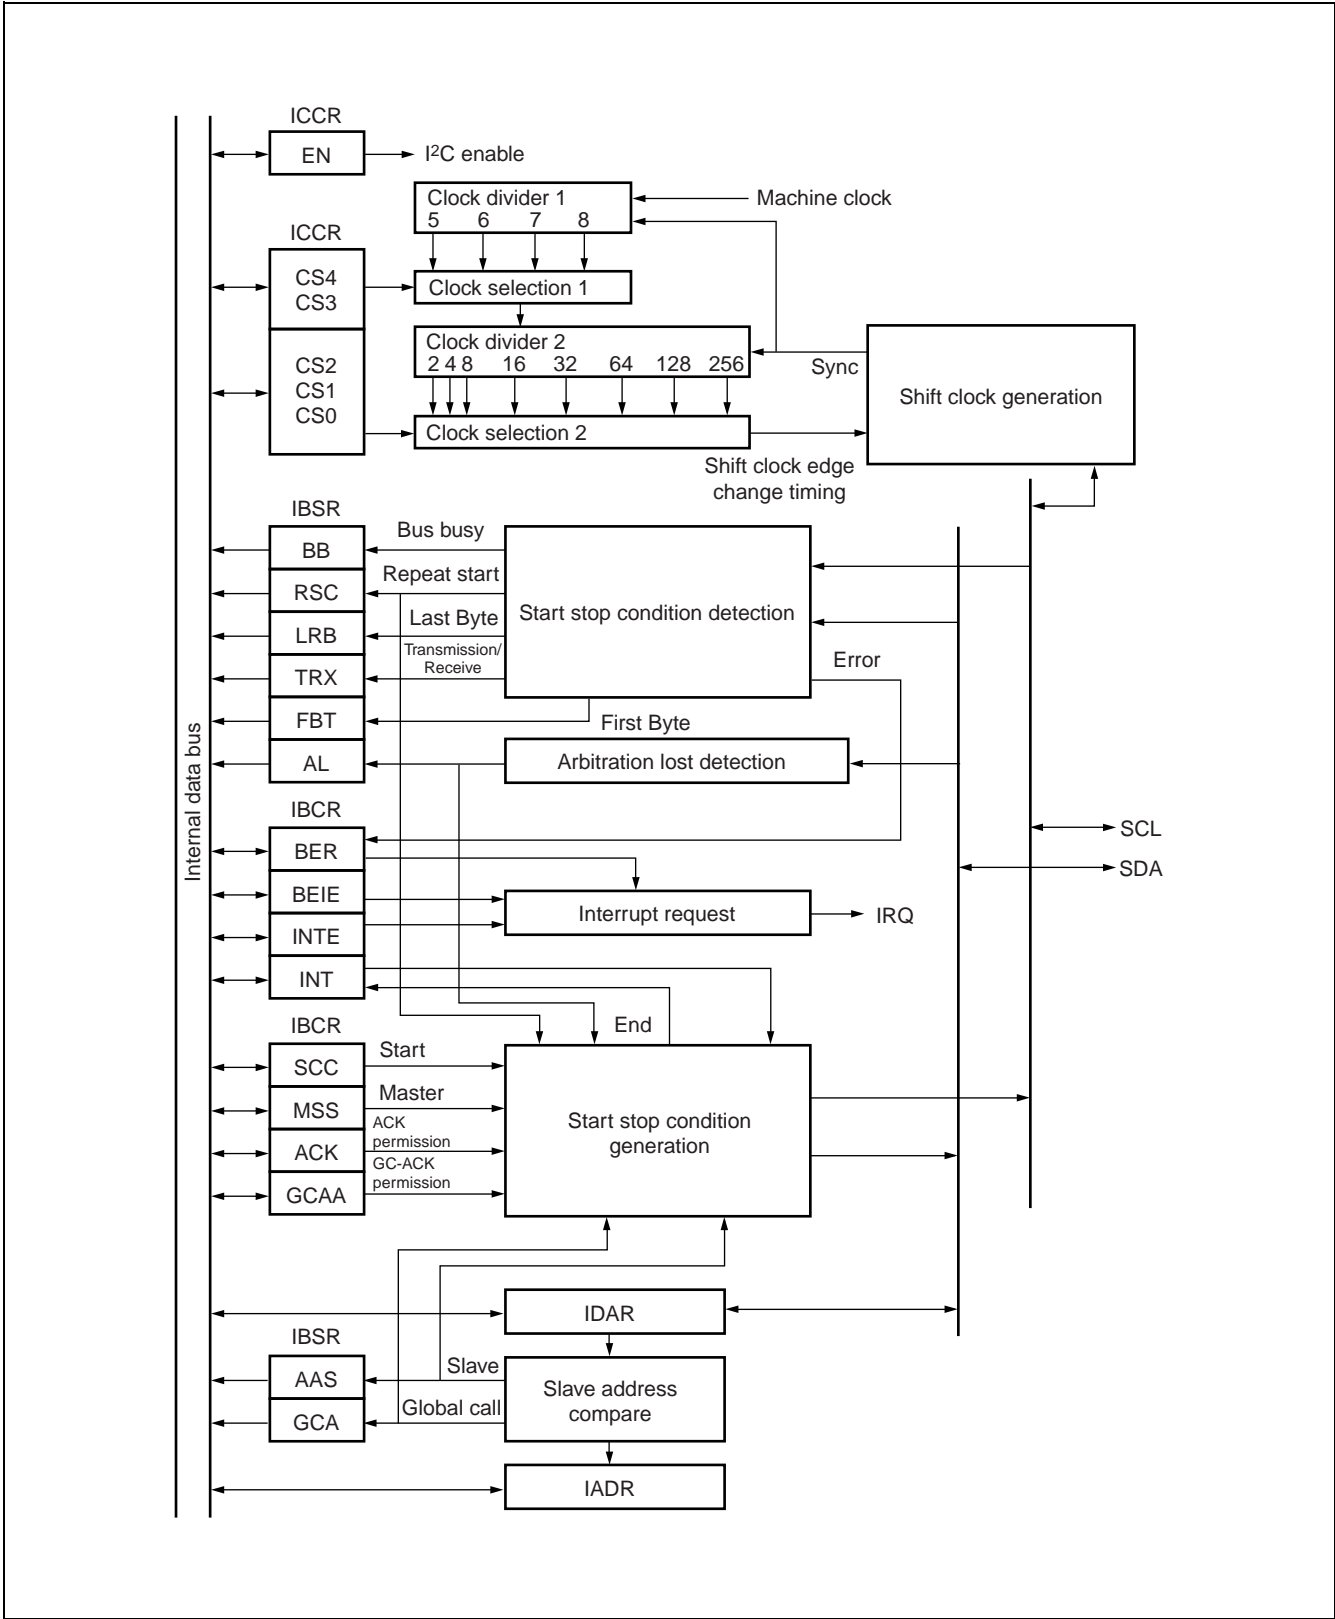 ICCR
EN
I2C enable
Clock divider 1
5 6 7 8
Machine clock
ICCR
CS4
CS3
Clock selection 1
Clock divider 2
2 4 8 16 32 64 128 256
Sync
CS2
CS1
CS0
Shift clock generation
Clock selection 2
Shift clock edge
change timing
IBSR
BB
Bus busy
RSC
Repeat start
LRB
Last Byte
TRX
Transmission/
Receive
FBT
First Byte
AL
Start stop condition detection
Error
Arbitration lost detection
Internal data bus
IBCR
BER
BEIE
INTE
INT
Interrupt request
IRQ
SCL
SDA
End
IBCR
SCC
Start
MSS
Master
ACK
ACK
permission
GCAA
GC-ACK
permission
Start stop condition
generation
IDAR
IBSR
AAS
Slave
GCA
Global call
Slave address
compare
IADR